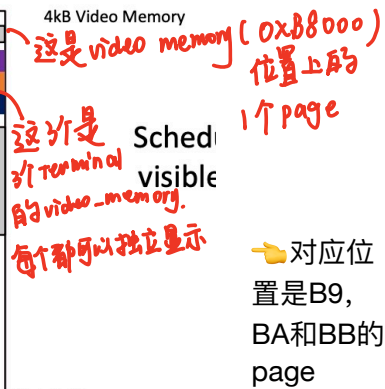 4kB Video Memory
这是video memory(0xB8000)
位置上的
1个page
这3个是
3个Terminal
的video_memory.
每个都可以独立显示
Sched
visible
👈对应位
置是B9,
BA和BB的
page